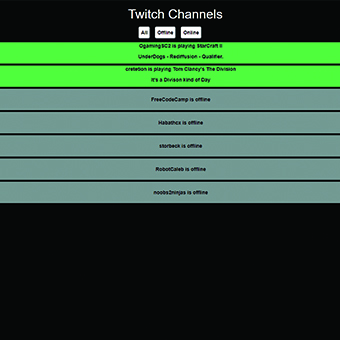 Twitch Channels
All Offline Online
OgamingSC2 is playing StarCraft II
UnderDogs - Rediffusion - Qualifier.
cretetion is playing Tom Clancy's The Division
It's a Divison kind of Day
FreeCodeCamp is offline
Habathcx is offline
storbeck is offline
RobotCaleb is offline
noobs2ninjas is offline